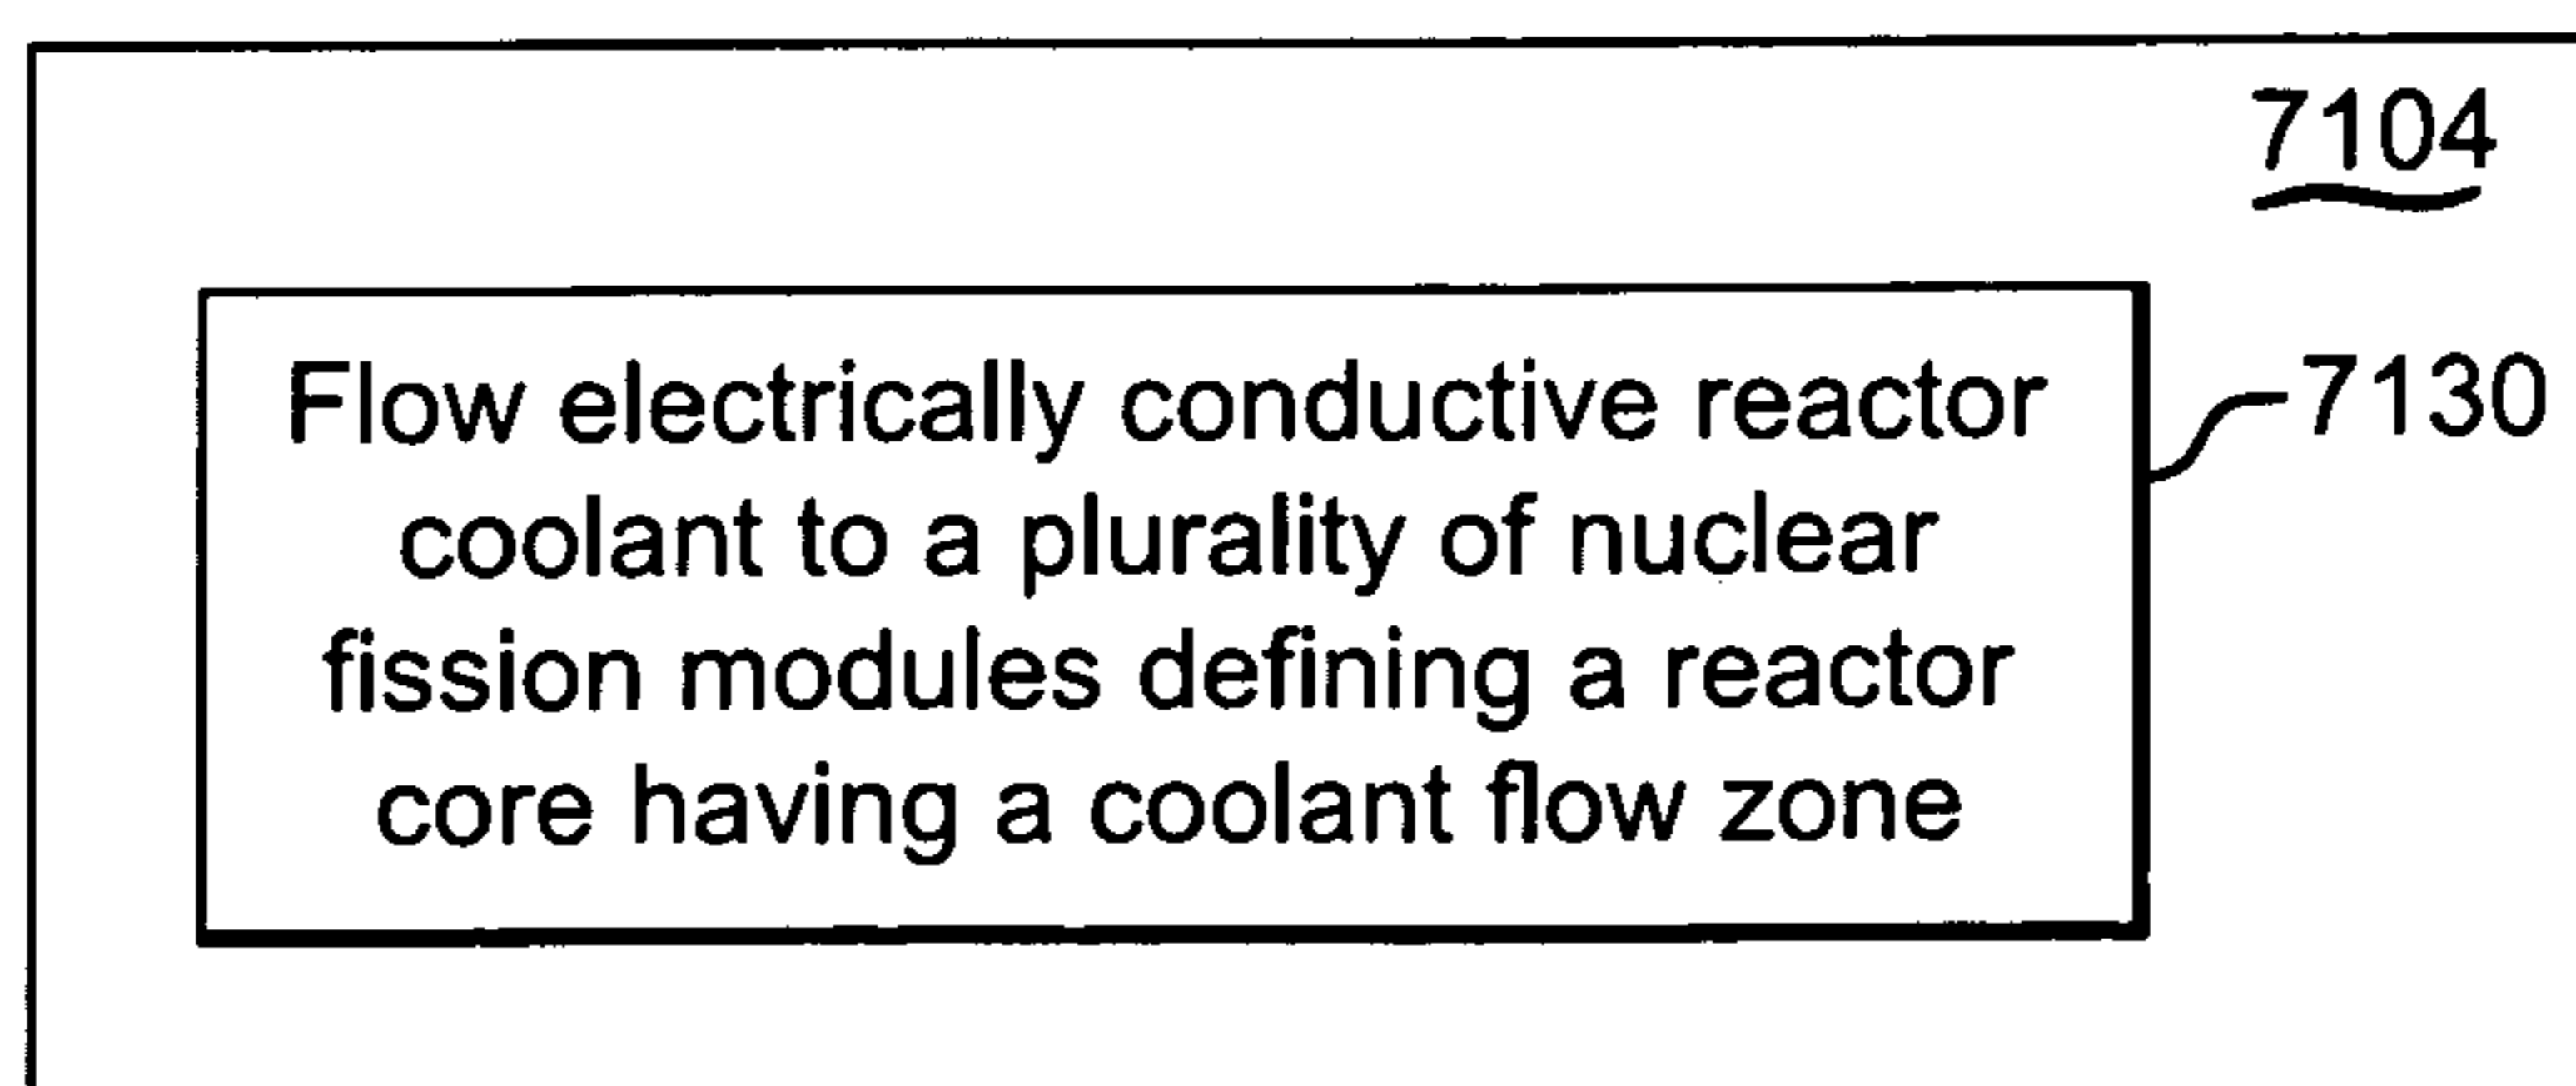 7104
Flow electrically conductive reactor
coolant to a plurality of nuclear
fission modules defining a reactor
core having a coolant flow zone
7130